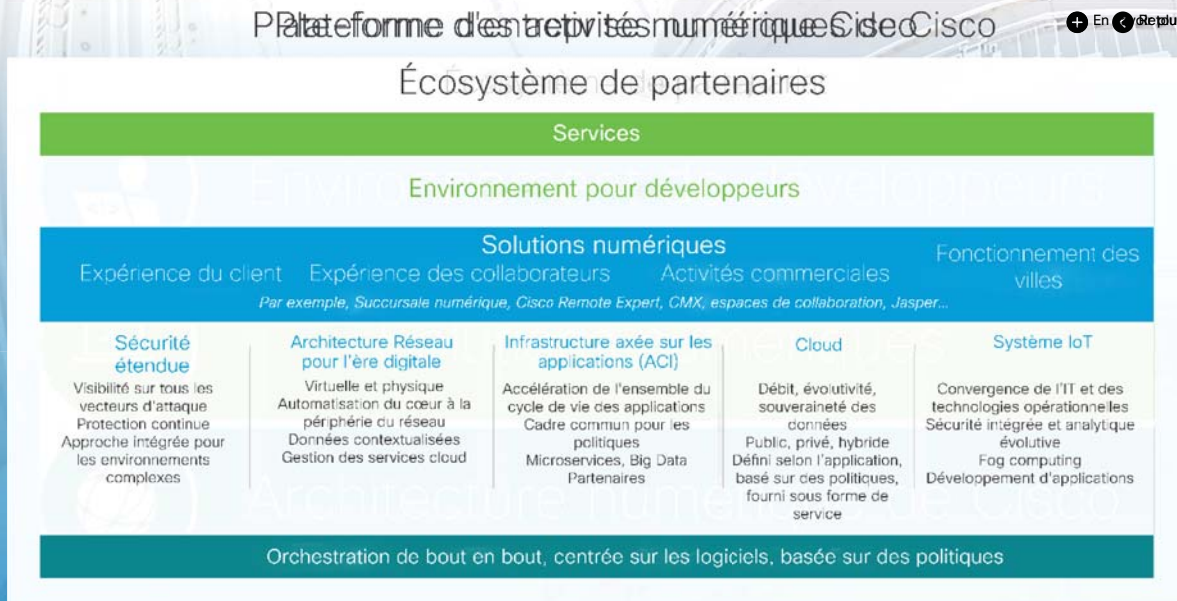 Écosystème de partenaires
Services
Environnement pour développeurs
Solutions numériques
Expérience du client Expérience des collaborateurs Activités commerciales Fonctionnement des
villes
Par exemple, Succursale numérique, Cisco Remote Expert, CMX, espaces de collaboration, Jasper...
Sécurité
étendue
Visibilité sur tous les
vecteurs d'attaque
Protection continue
Approche intégrée pour
les environnements
complexes
Architecture Réseau
pour l'ère digitale
Virtuelle et physique
Automatisation du cœur à la
périphérie du réseau
Données contextualisées
Gestion des services cloud
Infrastructure axée sur les
applications (ACI)
Accélération de l'ensemble du
cycle de vie des applications
Cadre commun pour les
politiques
Microservices, Big Data
Partenaires
Cloud
Débit, évolutivité,
souveraineté des
données
Public, privé, hybride
Défini selon l'application,
basé sur des politiques,
fourni sous forme de
service
Système IoT
Convergence de l'IT et des
technologies opérationnelles
Sécurité intégrée et analytique
évolutive
Fog computing
Développement d'applications
Orchestration de bout en bout, centrée sur les logiciels, basée sur des politiques
Environnement de développeurs
Architecture numérique de Cisco